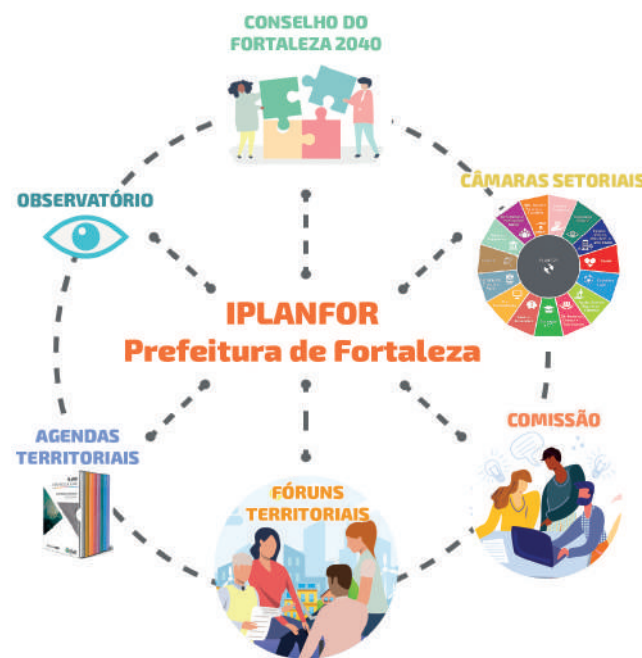 CONSELHO DO
FORTALEZA 2040
CÂMARAS SETORIAIS
OBSERVATÓRIO
IPLANFOR
Prefeitura de Fortaleza
COMISSÃO
AGENDAS
TERRITORIAIS
FÓRUNS
TERRITORIAIS